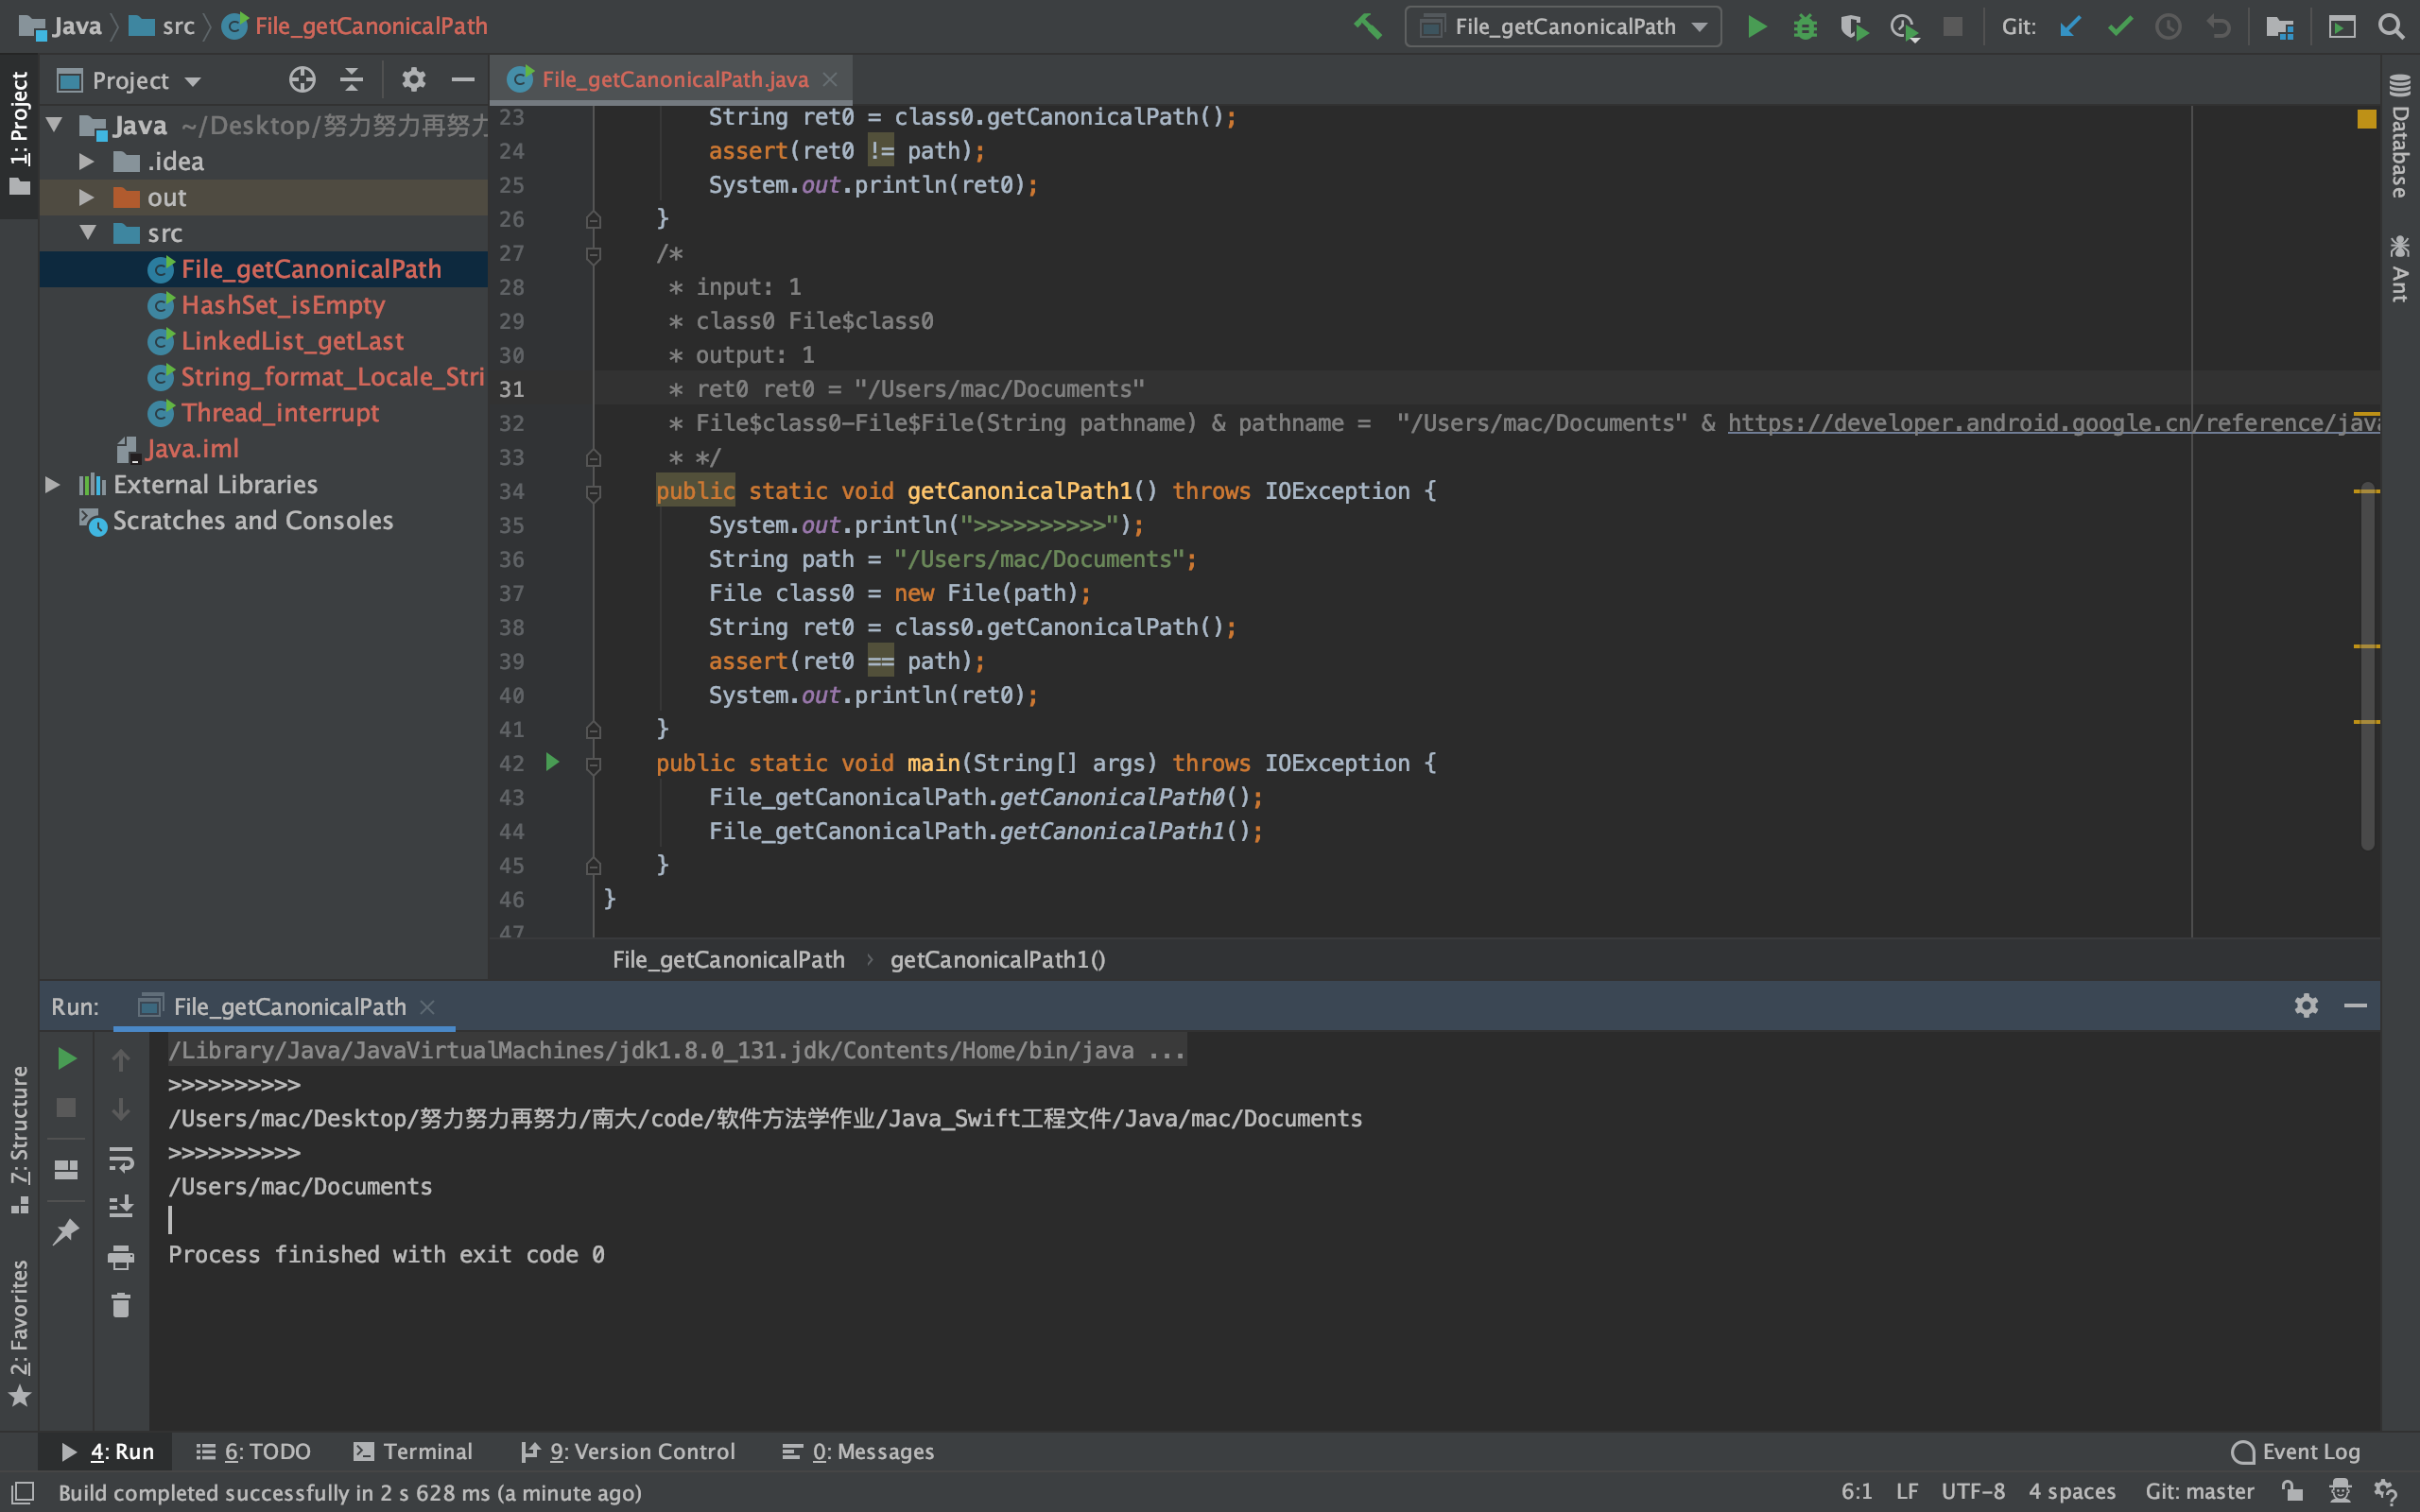 Java src File_getCanonicalPath
File_getCanonicalPath
Git:
Project
File_getCanonicalPath.java
1: Project
Java ~/Desktop/努力努力再努力
.idea
out
src
File_getCanonicalPath
HashSet_isEmpty
LinkedList_getLast
String_format_Locale_Stri
Thread_interrupt
Java.iml
External Libraries
Scratches and Consoles
23 String ret0 = class0.getCanonicalPath();
24 assert(ret0 != path);
25 System.out.println(ret0);
26 }
27 /*
28 * input: 1
29 * class0 File$class0
30 * output: 1
31 * ret0 ret0 = "/Users/mac/Documents"
32 * File$class0-File$File(String pathname) & pathname =  "/Users/mac/Documents" & https://developer.android.google.cn/reference/java
33 * */
34 public static void getCanonicalPath1() throws IOException {
35 System.out.println(">>>>>>>>>>");
36 String path = "/Users/mac/Documents";
37 File class0 = new File(path);
38 String ret0 = class0.getCanonicalPath();
39 assert(ret0 == path);
40 System.out.println(ret0);
41 }
42 public static void main(String[] args) throws IOException {
43 File_getCanonicalPath.getCanonicalPath0();
44 File_getCanonicalPath.getCanonicalPath1();
45 }
46 }
47
File_getCanonicalPath › getCanonicalPath1()
Database
Ant
Run: File_getCanonicalPath
/Library/Java/JavaVirtualMachines/jdk1.8.0_131.jdk/Contents/Home/bin/java ...
>>>>>>>>>>
/Users/mac/Desktop/努力努力再努力/南大/code/软件方法学作业/Java_Swift工程文件/Java/mac/Documents
>>>>>>>>>>
/Users/mac/Documents
Process finished with exit code 0
7: Structure
2: Favorites
4: Run 6: TODO Terminal 9: Version Control 0: Messages Event Log
Build completed successfully in 2 s 628 ms (a minute ago) 6:1 LF UTF-8 4 spaces Git: master